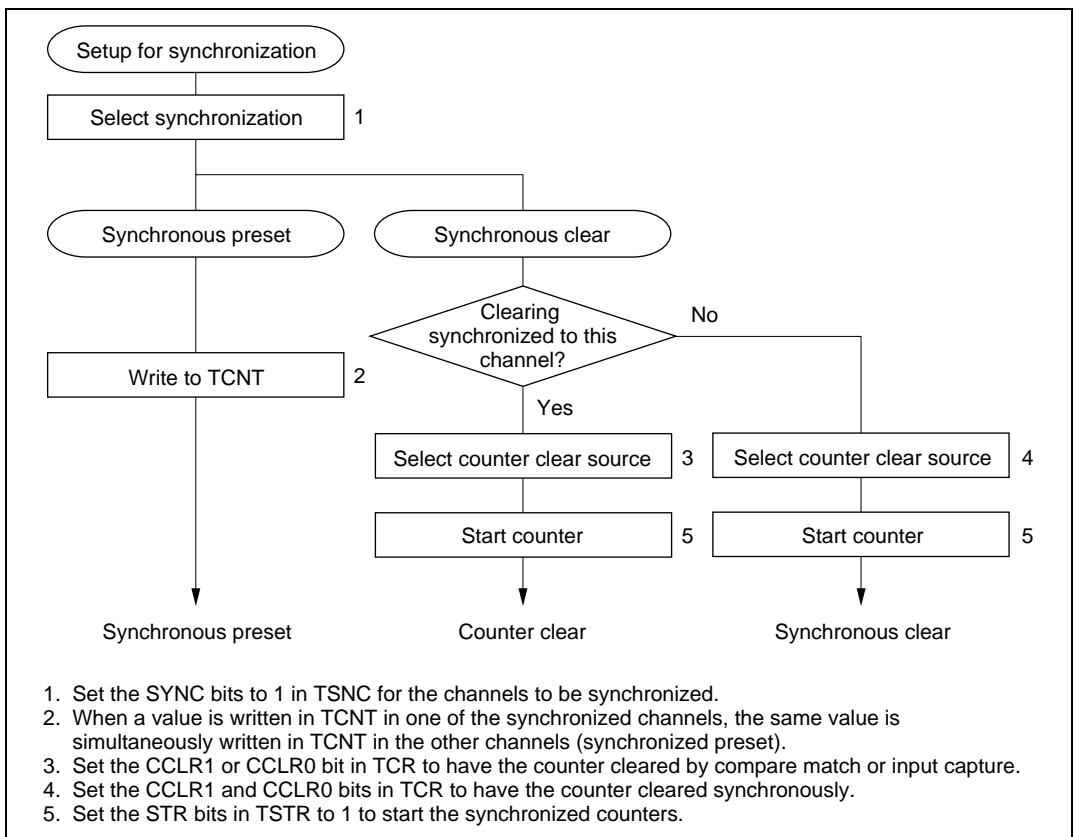 Setup for synchronization
Select synchronization 1
Synchronous preset Synchronous clear
Clearing
synchronized to this
channel?
No
Write to TCNT 2
Yes
Select counter clear source 3 Select counter clear source 4
Start counter 5 Start counter 5
Synchronous preset Counter clear Synchronous clear
1. Set the SYNC bits to 1 in TSNC for the channels to be synchronized.
2. When a value is written in TCNT in one of the synchronized channels, the same value is
simultaneously written in TCNT in the other channels (synchronized preset).
3. Set the CCLR1 or CCLR0 bit in TCR to have the counter cleared by compare match or input capture.
4. Set the CCLR1 and CCLR0 bits in TCR to have the counter cleared synchronously.
5. Set the STR bits in TSTR to 1 to start the synchronized counters.